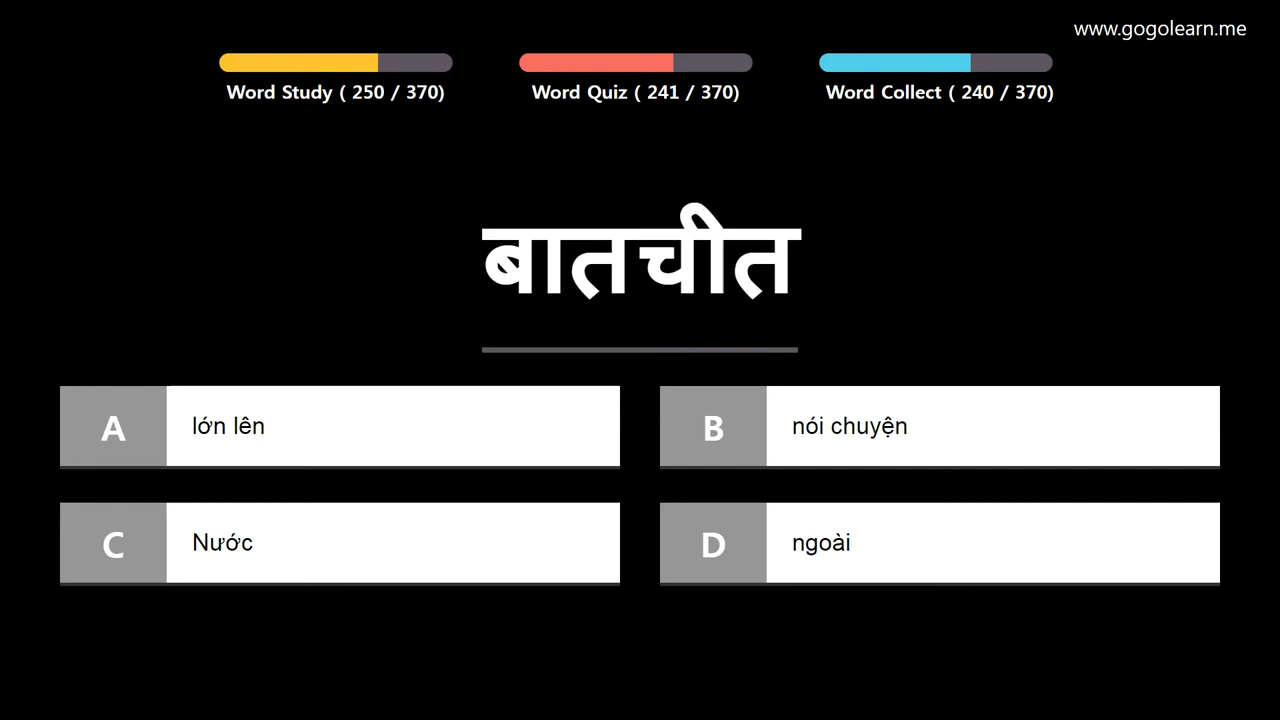 www.gogolearn.me
Word Study ( 250 / 370)
Word Quiz ( 241 / 370)
Word Collect ( 240 / 370)
बातचीत
A lớn lên
B nói chuyện
C Nước
D ngoài